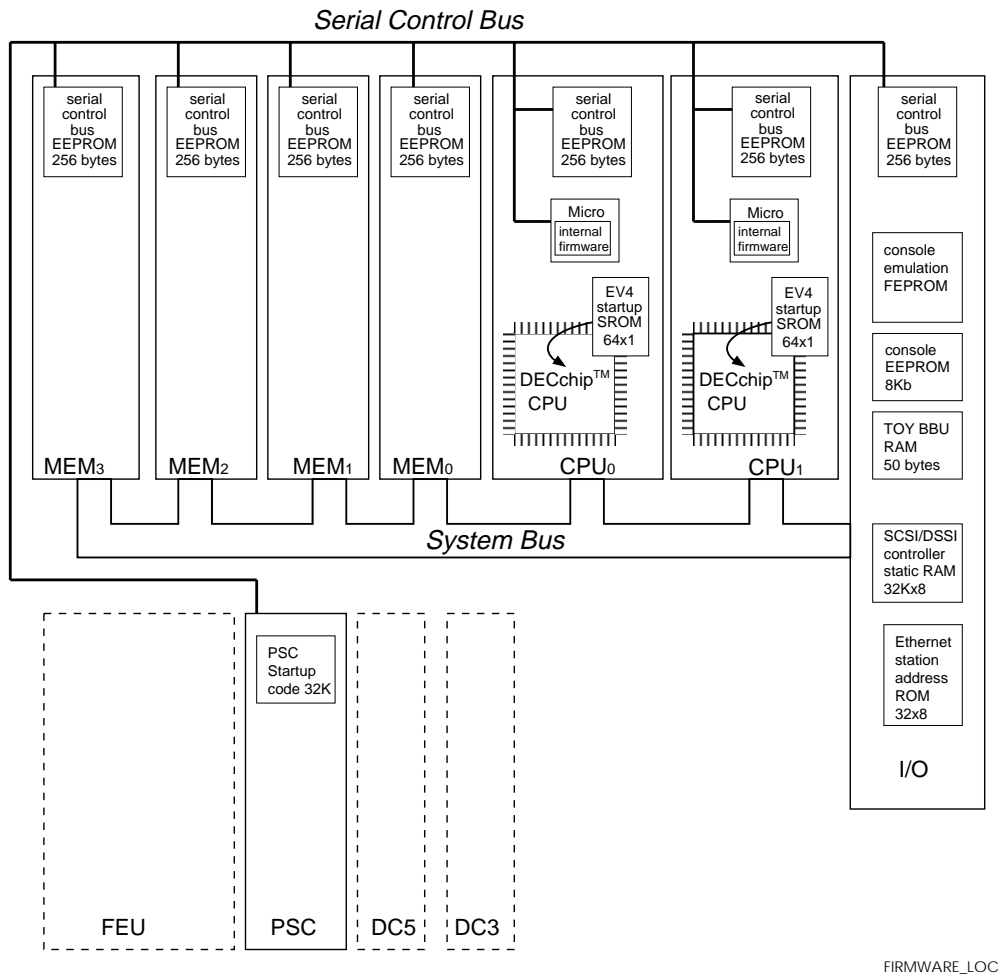 Serial Control Bus
serial
control
bus
EEPROM
256 bytes
serial
control
bus
EEPROM
256 bytes
serial
control
bus
EEPROM
256 bytes
serial
control
bus
EEPROM
256 bytes
serial
control
bus
EEPROM
256 bytes
serial
control
bus
EEPROM
256 bytes
serial
control
bus
EEPROM
256 bytes
Micro
internal
firmware
Micro
internal
firmware
console
emulation
FEPROM
EV4
startup
SROM
64x1
EV4
startup
SROM
64x1
DECchip™
CPU
DECchip™
CPU
console
EEPROM
8Kb
TOY BBU
RAM
50 bytes
MEM3
MEM2
MEM1
MEM0
CPU0
CPU1
System Bus
SCSI/DSSI
controller
static RAM
32Kx8
Ethernet
station
address
ROM
32x8
I/O
PSC
Startup
code 32K
FEU
PSC
DC5
DC3
FIRMWARE_LOC